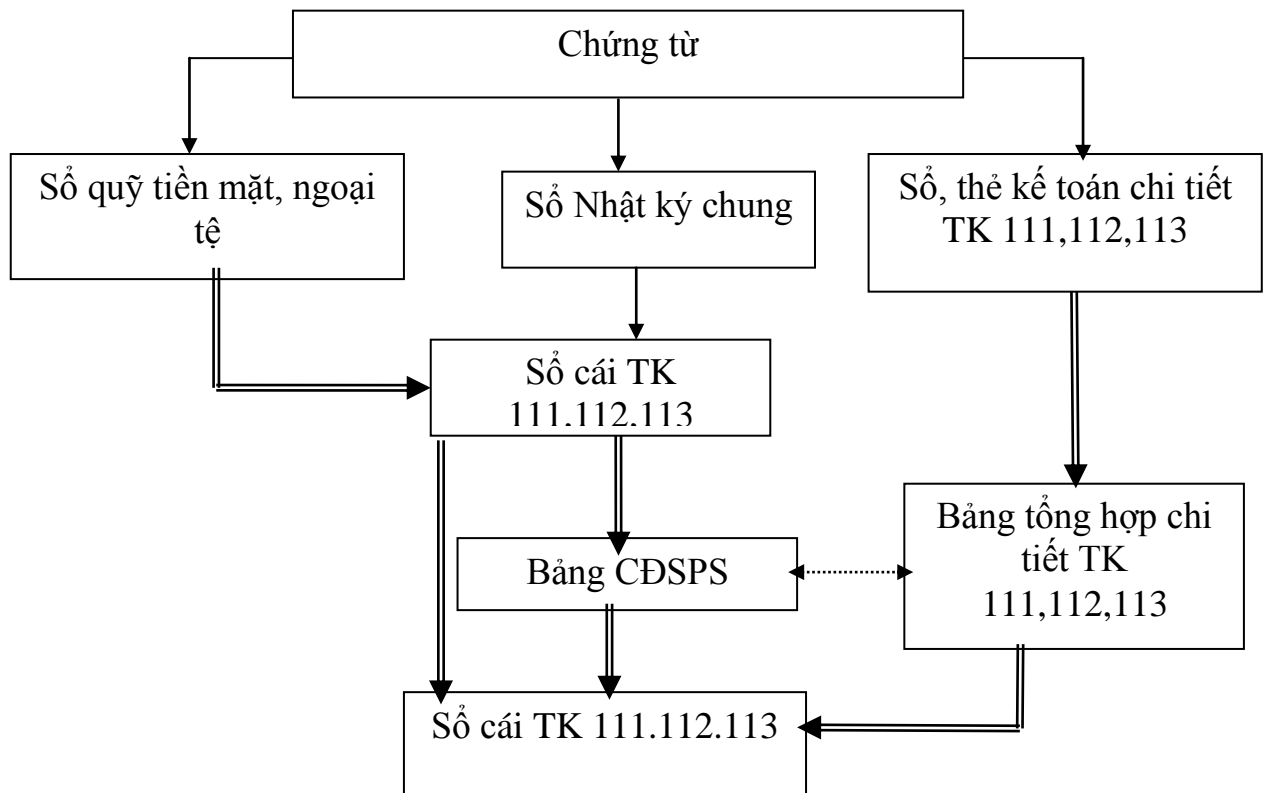 Chứng từ
Sổ quỹ tiền mặt, ngoại
tệ
Sổ Nhật ký chung
Sổ, thẻ kế toán chi tiết
TK 111,112,113
Sổ cái TK
111,112,113
Bảng CĐSPS
Bảng tổng hợp chi
tiết TK
111,112,113
Sổ cái TK 111.112.113